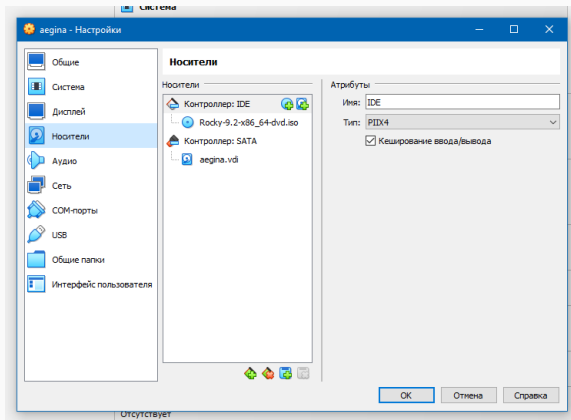 Система
aegina - Настройки
Общие
Система
Дисплей
Носители
Аудио
Сеть
COM-порты
USB
Общие папки
Интерфейс пользователя
Носители
Носители
Контроллер: IDE
Rocky-9.2-x86_64-dvd.iso
Контроллер: SATA
aegina.vdi
Атрибуты
Имя: IDE
Тип: PIIX4
Кеширование ввода/вывода
OK Отмена Справка
Отсутствует